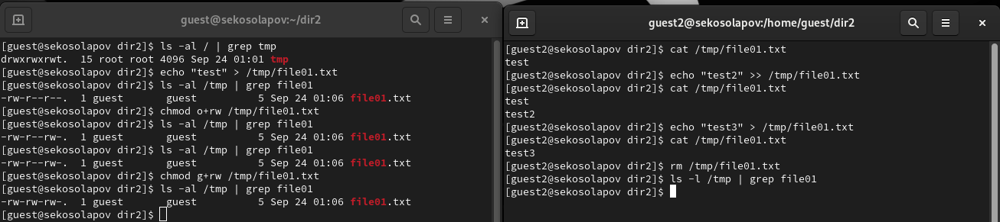 guest@sekosolapov:~/dir2
[guest@sekosolapov dir2]$ ls -al / | grep tmp
drwxrwxrwt.  15 root root 4096 Sep 24 01:01 tmp
[guest@sekosolapov dir2]$ echo "test" > /tmp/file01.txt
[guest@sekosolapov dir2]$ ls -al /tmp | grep file01
-rw-r--r--.  1 guest        guest           5 Sep 24 01:06 file01.txt
[guest@sekosolapov dir2]$ chmod o+rw /tmp/file01.txt
[guest@sekosolapov dir2]$ ls -al /tmp | grep file01
-rw-r--rw-.  1 guest        guest           5 Sep 24 01:06 file01.txt
[guest@sekosolapov dir2]$ ls -al /tmp | grep file01
-rw-r--rw-.  1 guest        guest           5 Sep 24 01:06 file01.txt
[guest@sekosolapov dir2]$ chmod g+rw /tmp/file01.txt
[guest@sekosolapov dir2]$ ls -al /tmp | grep file01
-rw-rw-rw-.  1 guest        guest           5 Sep 24 01:06 file01.txt
[guest@sekosolapov dir2]$
guest2@sekosolapov:/home/guest/dir2
[guest2@sekosolapov dir2]$ cat /tmp/file01.txt
test
[guest2@sekosolapov dir2]$ echo "test2" >> /tmp/file01.txt
[guest2@sekosolapov dir2]$ cat /tmp/file01.txt
test
test2
[guest2@sekosolapov dir2]$ echo "test3" > /tmp/file01.txt
[guest2@sekosolapov dir2]$ cat /tmp/file01.txt
test3
[guest2@sekosolapov dir2]$ rm /tmp/file01.txt
[guest2@sekosolapov dir2]$ ls -l /tmp | grep file01
[guest2@sekosolapov dir2]$